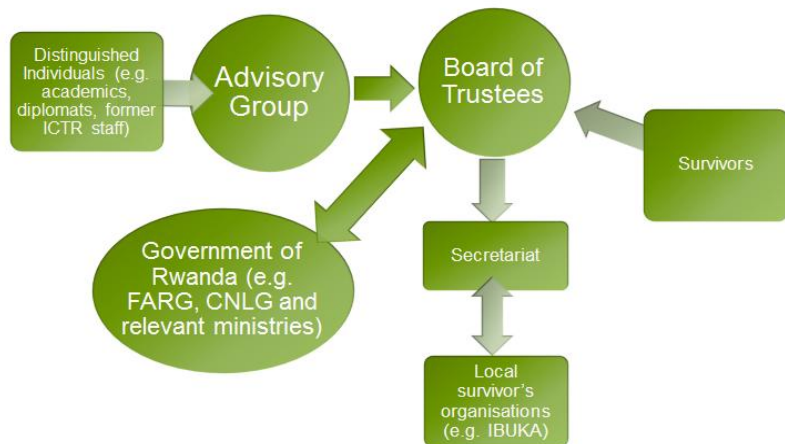 Distinguished
Individuals (e.g.
academics,
diplomats, former
ICTR staff)
Advisory
Group
Board of
Trustees
Survivors
Government of
Rwanda (e.g.
FARG, CNLG and
relevant ministries)
Secretariat
Local
survivor's
organisations
(e.g. IBUKA)